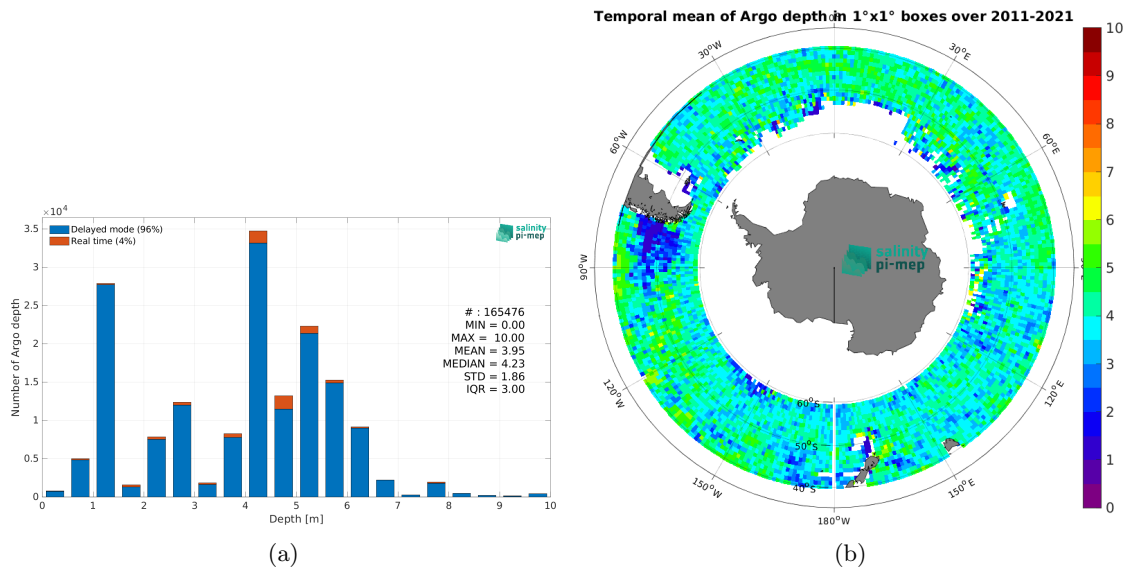 ×10⁴
3.5
3
2.5
2
1.5
1
0.5
0
Number of Argo depth
Delayed mode (96%)
Real time (4%)
salinity
pi-mep
# : 165476
MIN = 0.00
MAX = 10.00
MEAN = 3.95
MEDIAN = 4.23
STD = 1.86
IQR = 3.00
0 1 2 3 4 5 6 7 8 9 10
Depth [m]
(a)
Temporal mean of Argo depth in 1°x1° boxes over 2011-2021
30°W
30°E
60°W
60°E
90°W
120°W
120°E
150°W
150°E
180°W
60°S
50°S
40°S
salinity
pi-mep
10
9
8
7
6
5
4
3
2
1
0
(b)